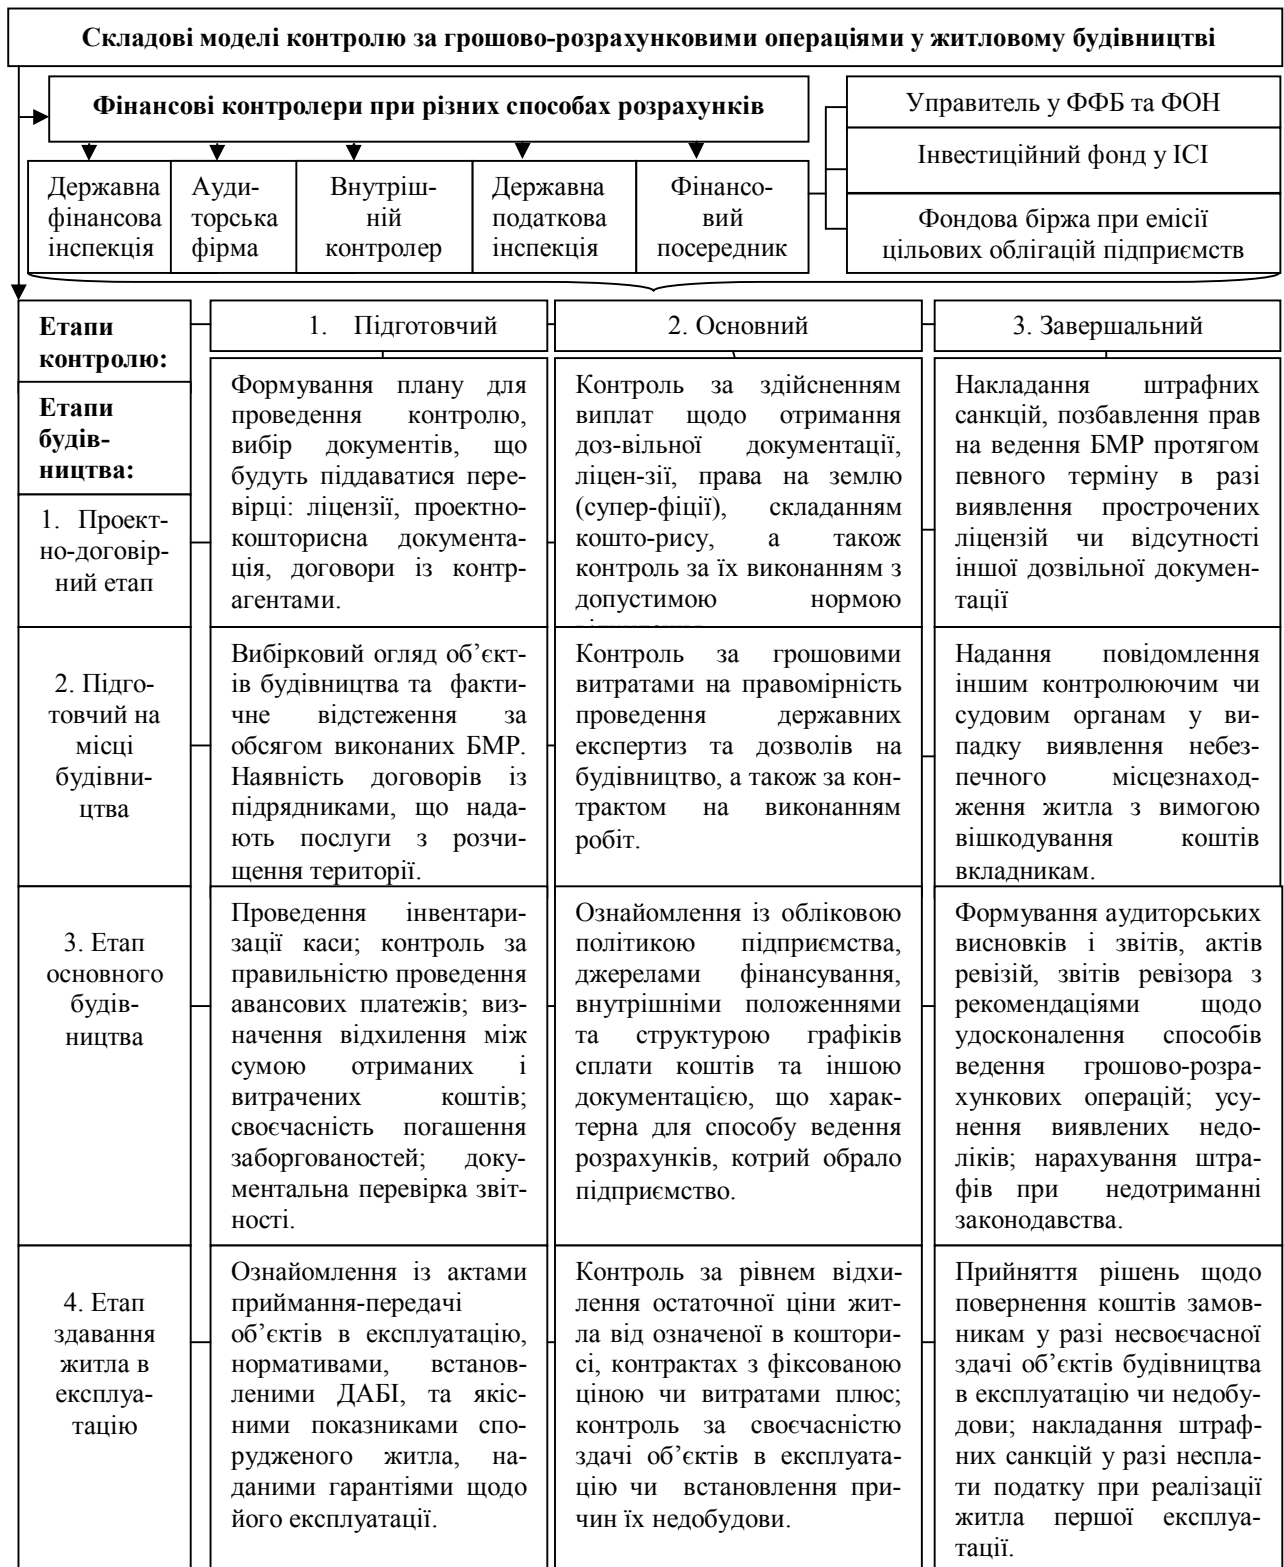 Складові моделі контролю за грошово-розрахунковими операціями у житловому будівництві
Фінансові контролери при різних способах розрахунків
Управитель у ФФБ та ФОН
Інвестиційний фонд у ІСІ
Фондова біржа при емісії
цільових облігацій підприємств
Державна
фінансова
інспекція
Ауди-
торська
фірма
Внутріш-
ній
контролер
Державна
податкова
інспекція
Фінансо-
вий
посередник
Етапи
контролю:
1. Підготовчий
2. Основний
3. Завершальний
Етапи
будів-
ництва:
1. Проект-
но-договір-
ний етап
Формування плану для
проведення контролю,
вибір документів, що
будуть піддаватися пере-
вірці: ліцензії, проектно-
кошторисна документа-
ція, договори із контр-
агентами.
Контроль за здійсненням
виплат щодо отримання
доз-вільної документації,
ліцен-зії, права на землю
(супер-фіції), складанням
кошто-рису, а також
контроль за їх виконанням з
допустимою нормою
Накладання штрафних
санкцій, позбавлення прав
на ведення БМР протягом
певного терміну в разі
виявлення прострочених
ліцензій чи відсутності
іншої дозвільної докумен-
тації
2. Підго-
товчий на
місці
будівни-
цтва
Вибірковий огляд об’єкт-
ів будівництва та факти-
чне відстеження за
обсягом виконаних БМР.
Наявність договорів із
підрядниками, що нада-
ють послуги з розчи-
щення території.
Контроль за грошовими
витратами на правомірність
проведення державних
експертиз та дозволів на
будівництво, а також за кон-
трактом на виконанням
робіт.
Надання повідомлення
іншим контролюючим чи
судовим органам у ви-
падку виявлення небез-
печного місцезнаход-
ження житла з вимогою
вішкодування коштів
вкладникам.
3. Етап
основного
будів-
ництва
Проведення інвентари-
зації каси; контроль за
правильністю проведення
авансових платежів; виз-
начення відхилення між
сумою отриманих і
витрачених коштів;
своєчасність погашення
заборгованостей; доку-
ментальна перевірка звіт-
ності.
Ознайомлення із обліковою
політикою підприємства,
джерелами фінансування,
внутрішніми положеннями
та структурою графіків
сплати коштів та іншою
документацією, що харак-
терна для способу ведення
розрахунків, котрий обрало
підприємство.
Формування аудиторських
висновків і звітів, актів
ревізій, звітів ревізора з
рекомендаціями щодо
удосконалення способів
ведення грошово-розра-
хункових операцій; усу-
нення виявлених недо-
ліків; нарахування штра-
фів при недотриманні
законодавства.
4. Етап
здавання
житла в
експлуа-
тацію
Ознайомлення із актами
приймання-передачі
об’єктів в експлуатацію,
нормативами, встанов-
леними ДАБІ, та якіс-
ними показниками спо-
рудженого житла, на-
даними гарантіями щодо
його експлуатації.
Контроль за рівнем відхи-
лення остаточної ціни жит-
ла від означеної в коштори-
сі, контрактах з фіксованою
ціною чи витратами плюс;
контроль за своєчасністю
здачі об’єктів в експлуата-
цію чи встановлення при-
чин їх недобудови.
Прийняття рішень щодо
повернення коштів замов-
никам у разі несвоєчасної
здачі об’єктів будівництва
в експлуатацію чи недобу-
дови; накладання штраф-
них санкцій у разі неспла-
ти податку при реалізації
житла першої експлуа-
тації.